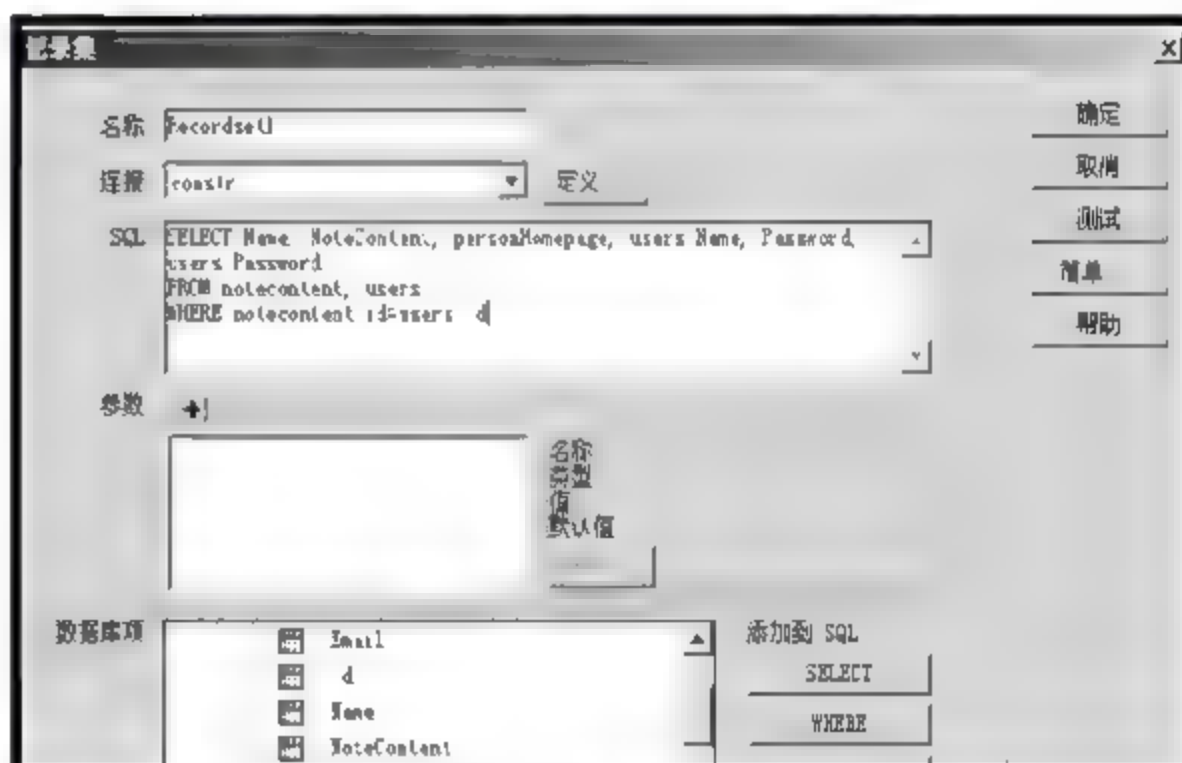 记录集
名称 Recordset1
确定
连接 constr 定义
取消
SQL SELECT Name NoteContent, personHomepage, users Name, Password
users Password
FROM notecontent, users
WHERE notecontent id=users d
测试
简单
帮助
参数 +
名称
类型
值
默认值
数据库项
Email
d
Name
NoteContent
添加到 SQL
SELECT
WHERE